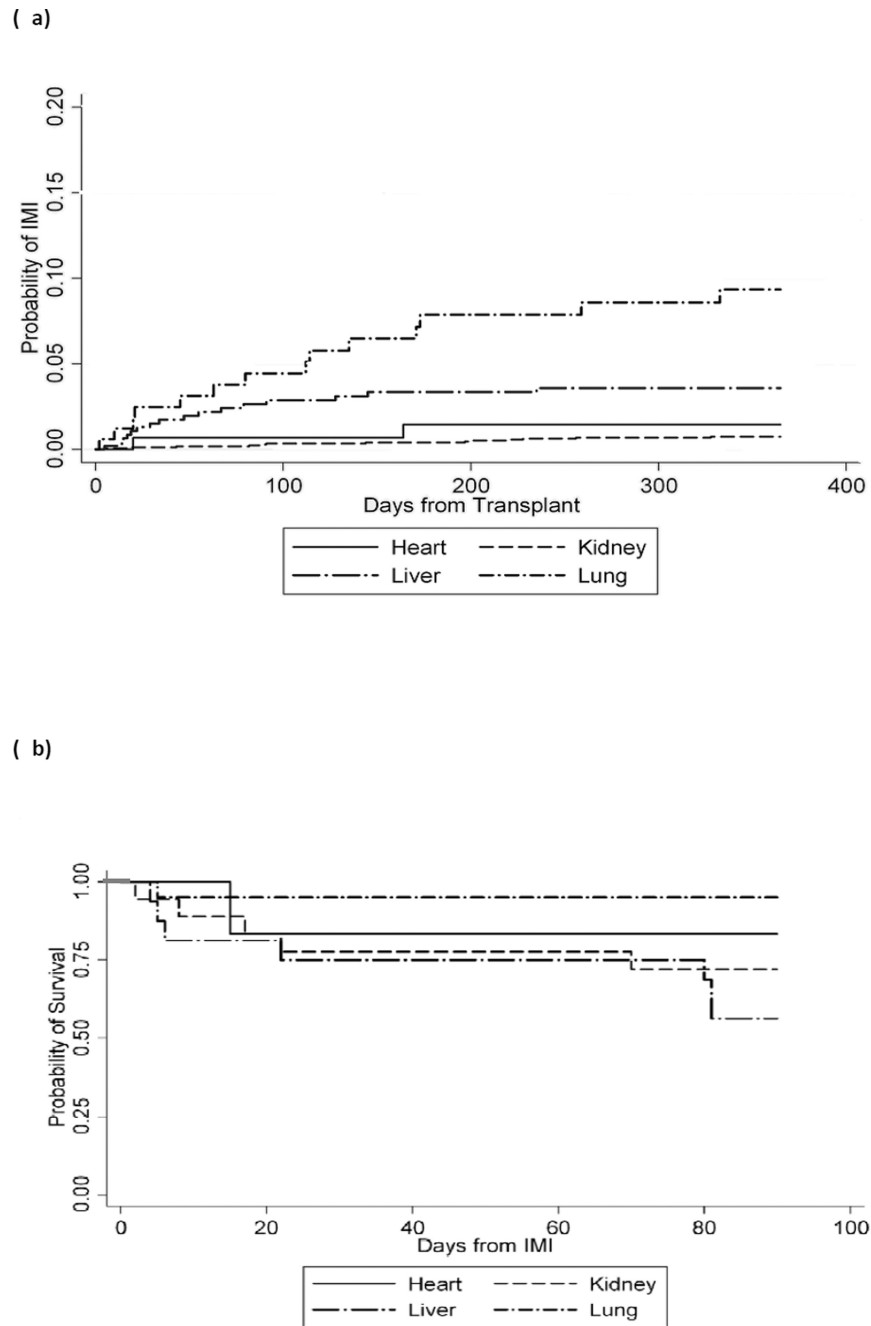 ( a)
0.20
0.15
0.10
0.05
0.00
Probability of IMI
0 100 200 300 400
Days from Transplant
Heart Kidney
Liver Lung
( b)
1.00
0.75
0.50
0.25
0.00
Probability of Survival
0 20 40 60 80 100
Days from IMI
Heart Kidney
Liver Lung